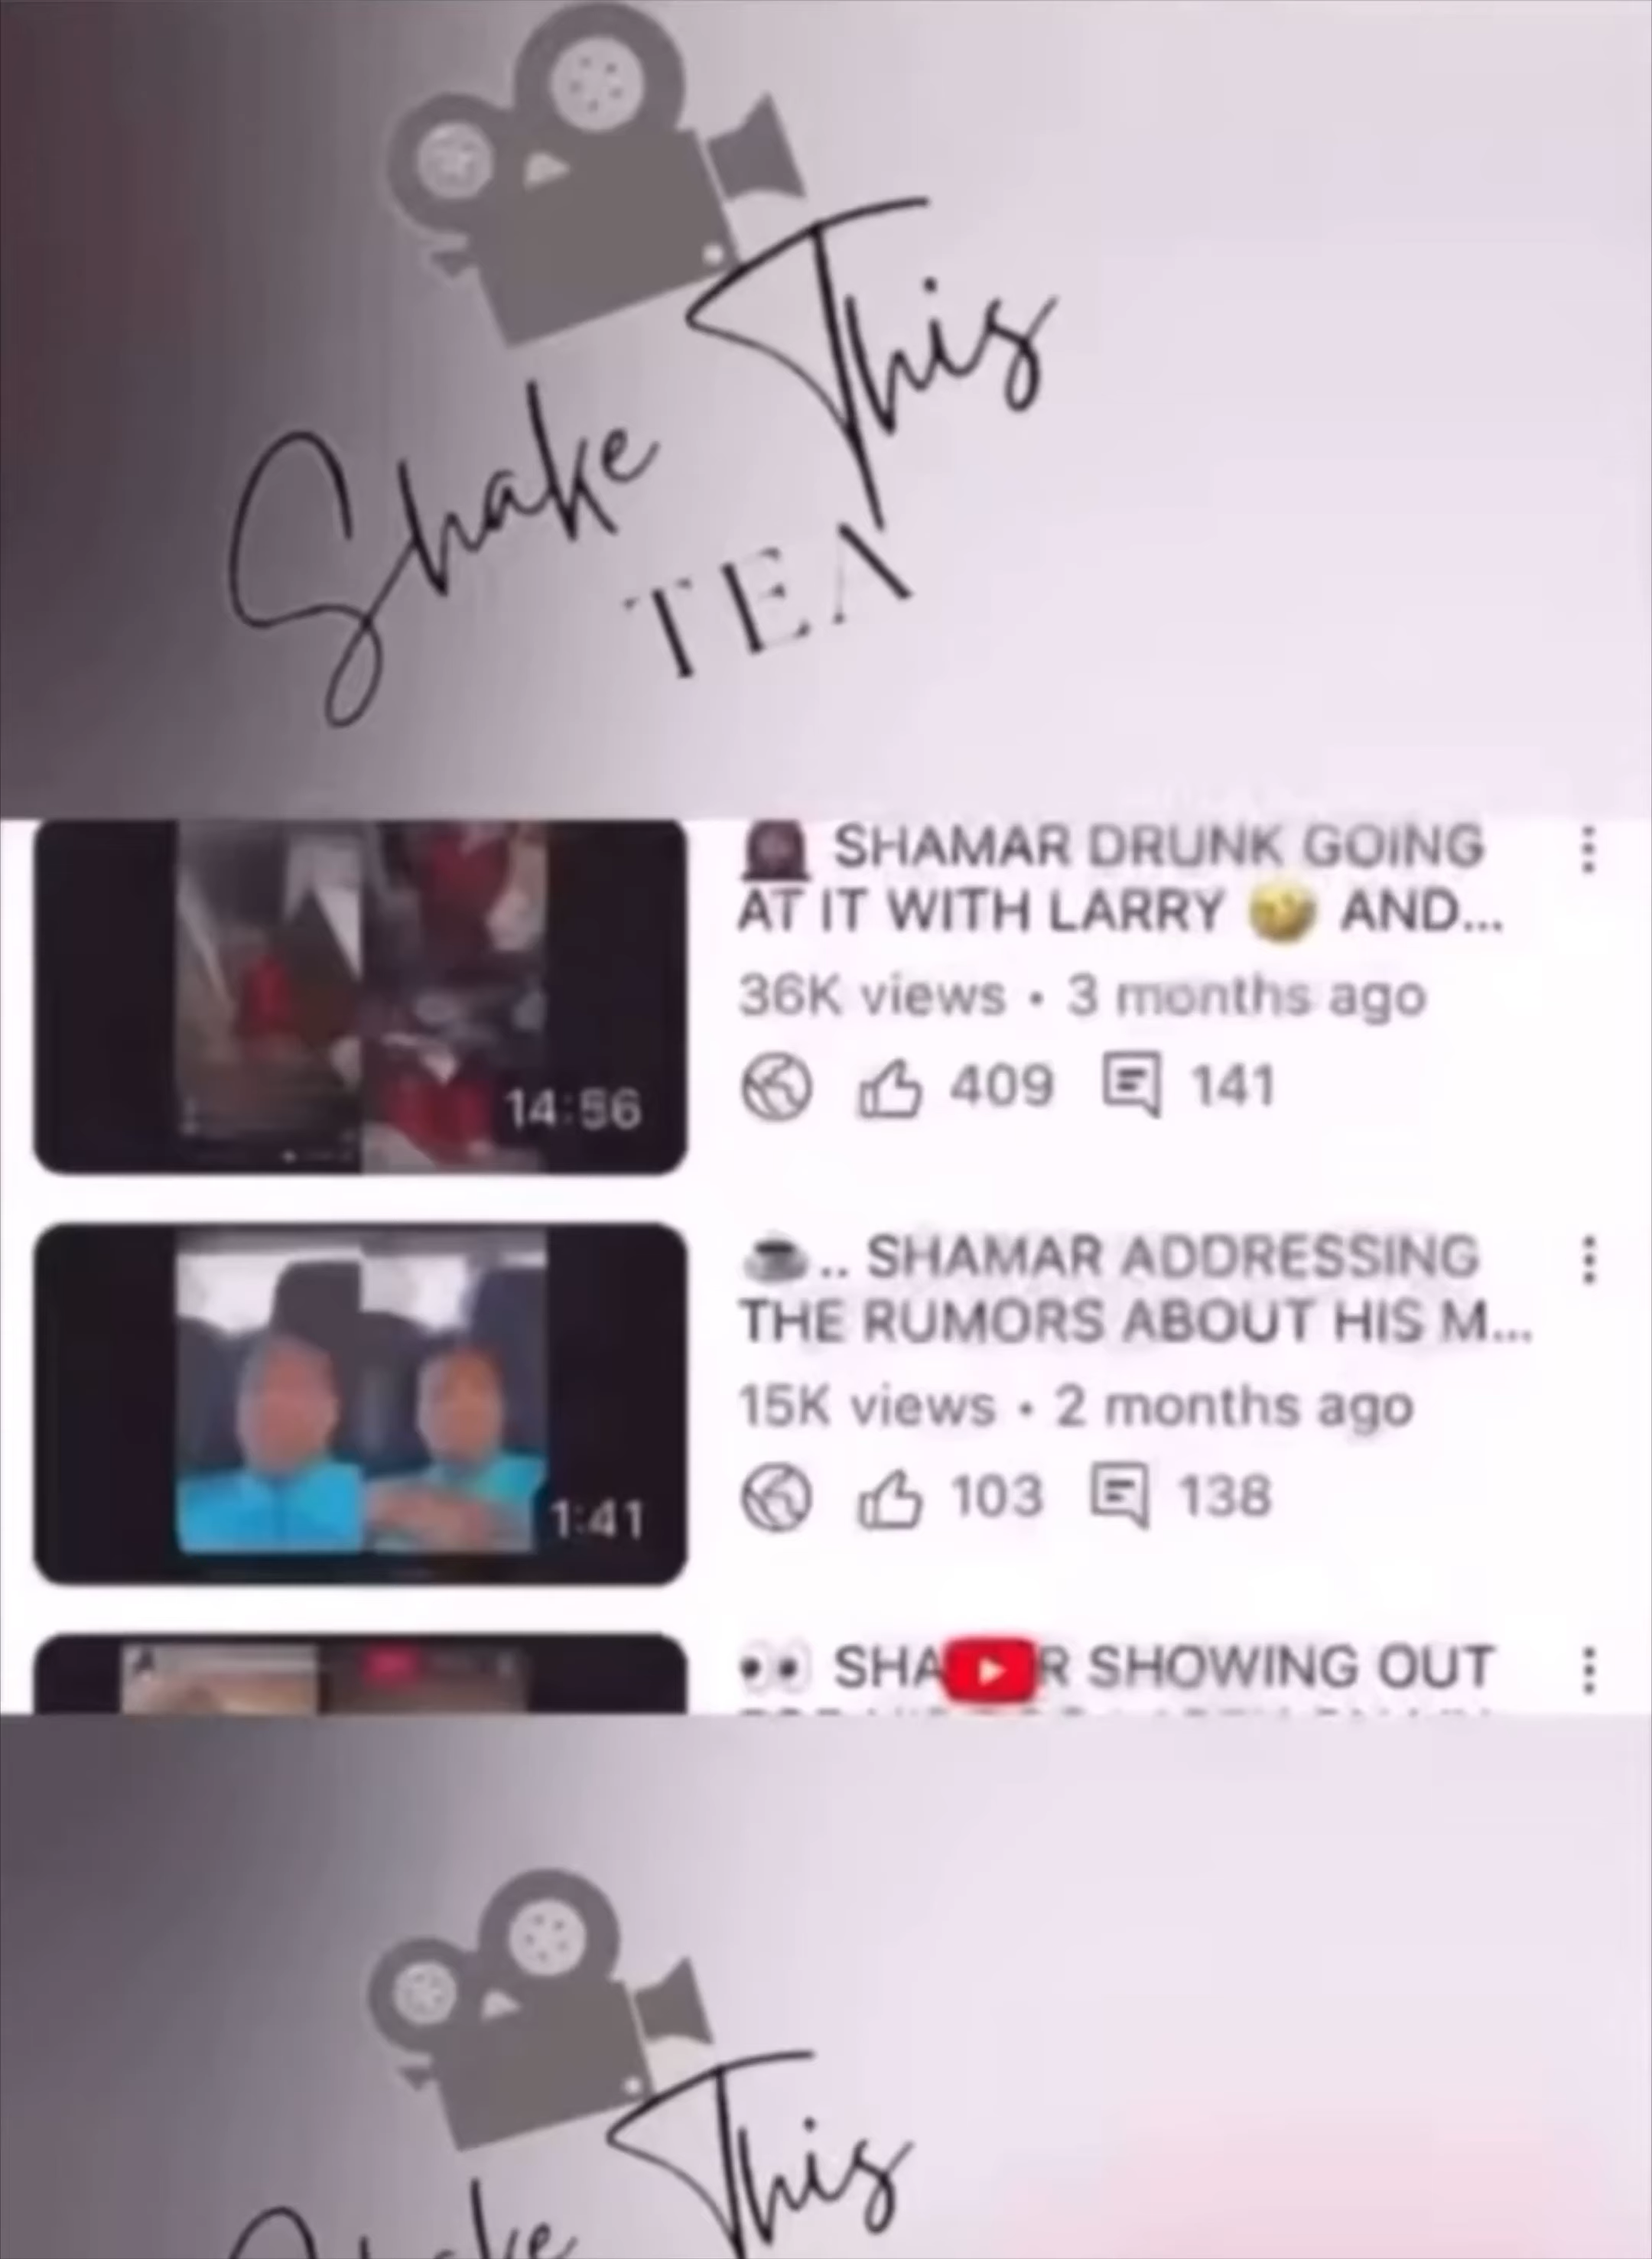 Shake This
TEA
SHAMAR DRUNK GOING
AT IT WITH LARRY 🤣 AND...
36K views • 3 months ago
409 141
14:56
☕.. SHAMAR ADDRESSING
THE RUMORS ABOUT HIS M...
15K views • 2 months ago
103 138
1:41
👀 SHA R SHOWING OUT
Shake This